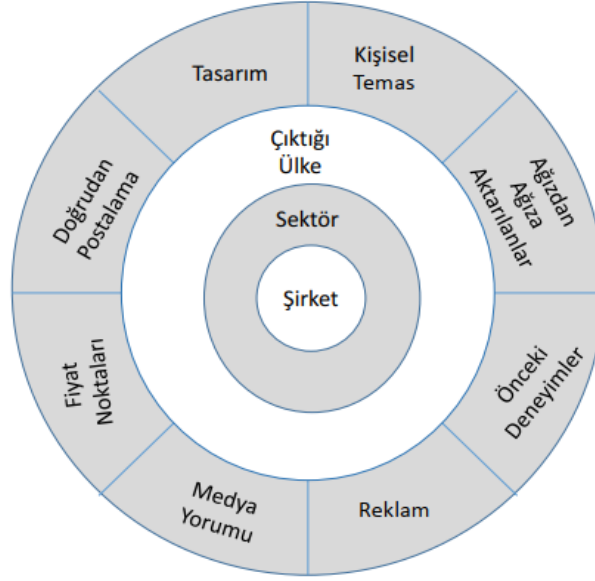 Tasarım
Kişisel
Temas
Ağızdan
Ağıza
Aktarılanlar
Önceki
Deneyimler
Reklam
Medya
Yorumu
Fiyat
Noktaları
Doğrudan
Postalama
Çıktığı
Ülke
Sektör
Şirket